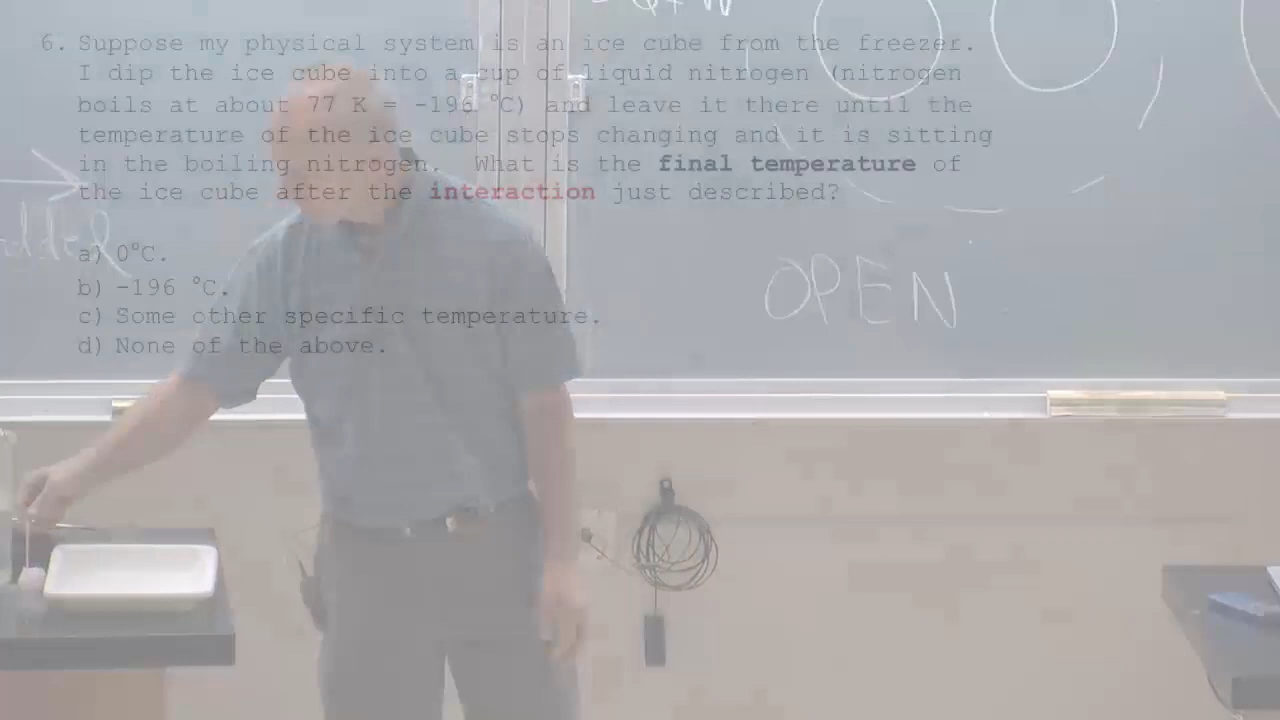 6. Suppose my physical system is an ice cube from the freezer.
I dip the ice cube into a cup of liquid nitrogen (nitrogen
boils at about 77 K = -196 °C) and leave it there until the
temperature of the ice cube stops changing and it is sitting
in the boiling nitrogen. What is the final temperature of
the ice cube after the interaction just described?
a) 0°C.
b) -196 °C.
c) Some other specific temperature.
d) None of the above.
OPEN